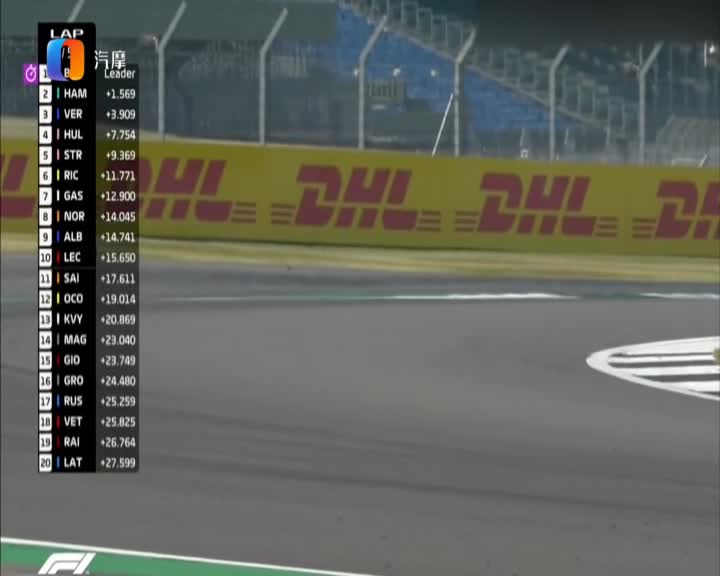 LAP
汽摩
1 Leader
2 HAM +1.569
3 VER +3.909
4 HUL +7.754
5 STR +9.369
6 RIC +11.771
7 GAS +12.900
8 NOR +14.045
9 ALB +14.741
10 LEC +15.650
11 SAI +17.611
12 OCO +19.014
13 KVY +20.869
14 MAG +23.040
15 GIO +23.749
16 GRO +24.480
17 RUS +25.259
18 VET +25.825
19 RAI +26.764
20 LAT +27.599
DHL DHL DHL
F1